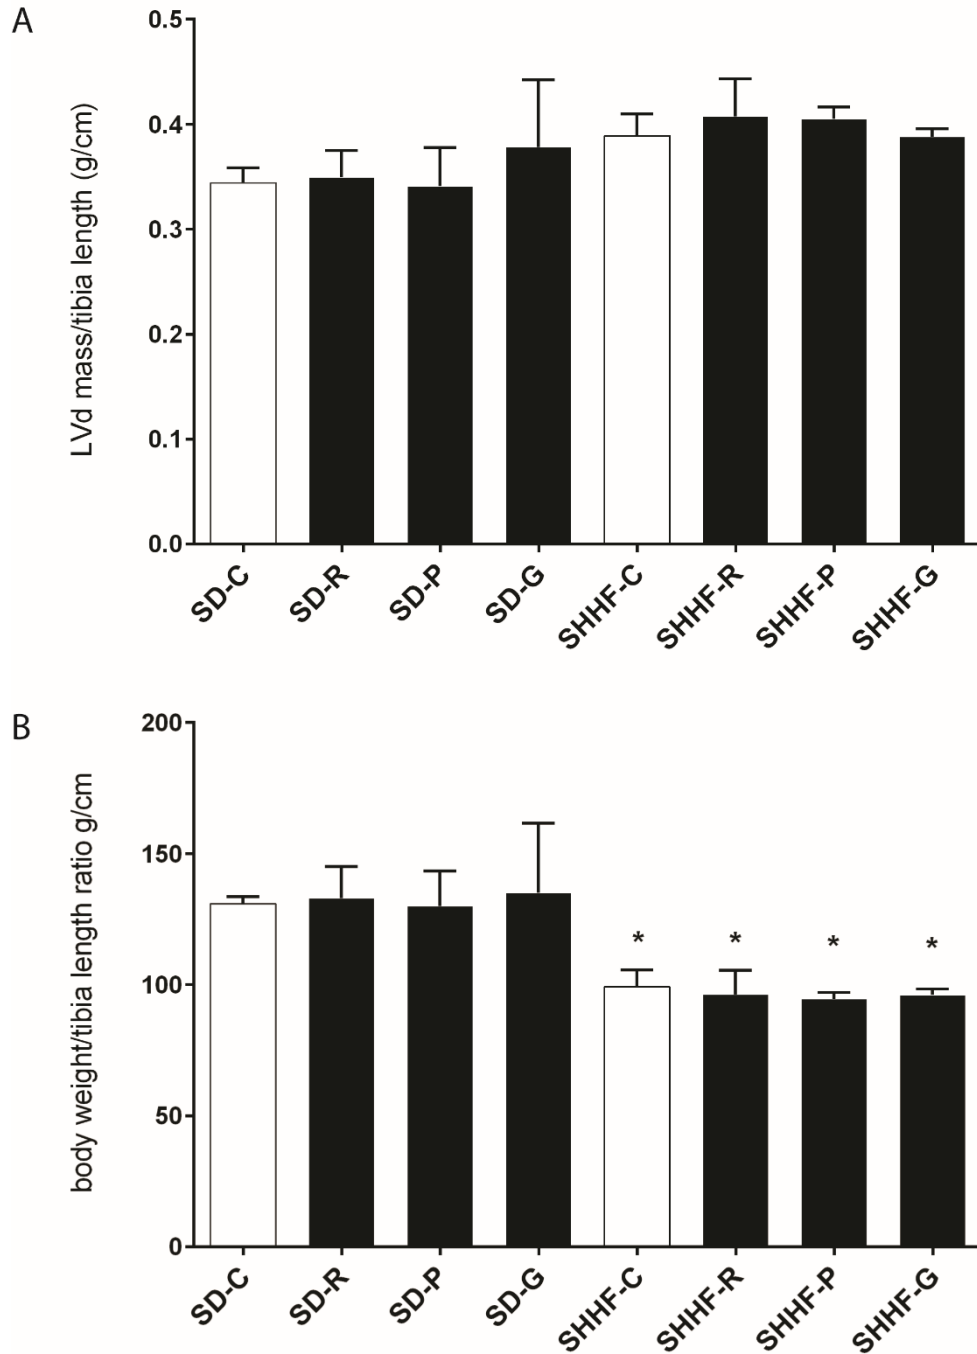 A
LVd mass/tibia length (g/cm)
0.5
0.4
0.3
0.2
0.1
0.0
SD-C
SD-R
SD-P
SD-G
SHHF-C
SHHF-R
SHHF-P
SHHF-G
B
body weight/tibia length ratio g/cm
200
150
100
50
0
* * * *
SD-C
SD-R
SD-P
SD-G
SHHF-C
SHHF-R
SHHF-P
SHHF-G